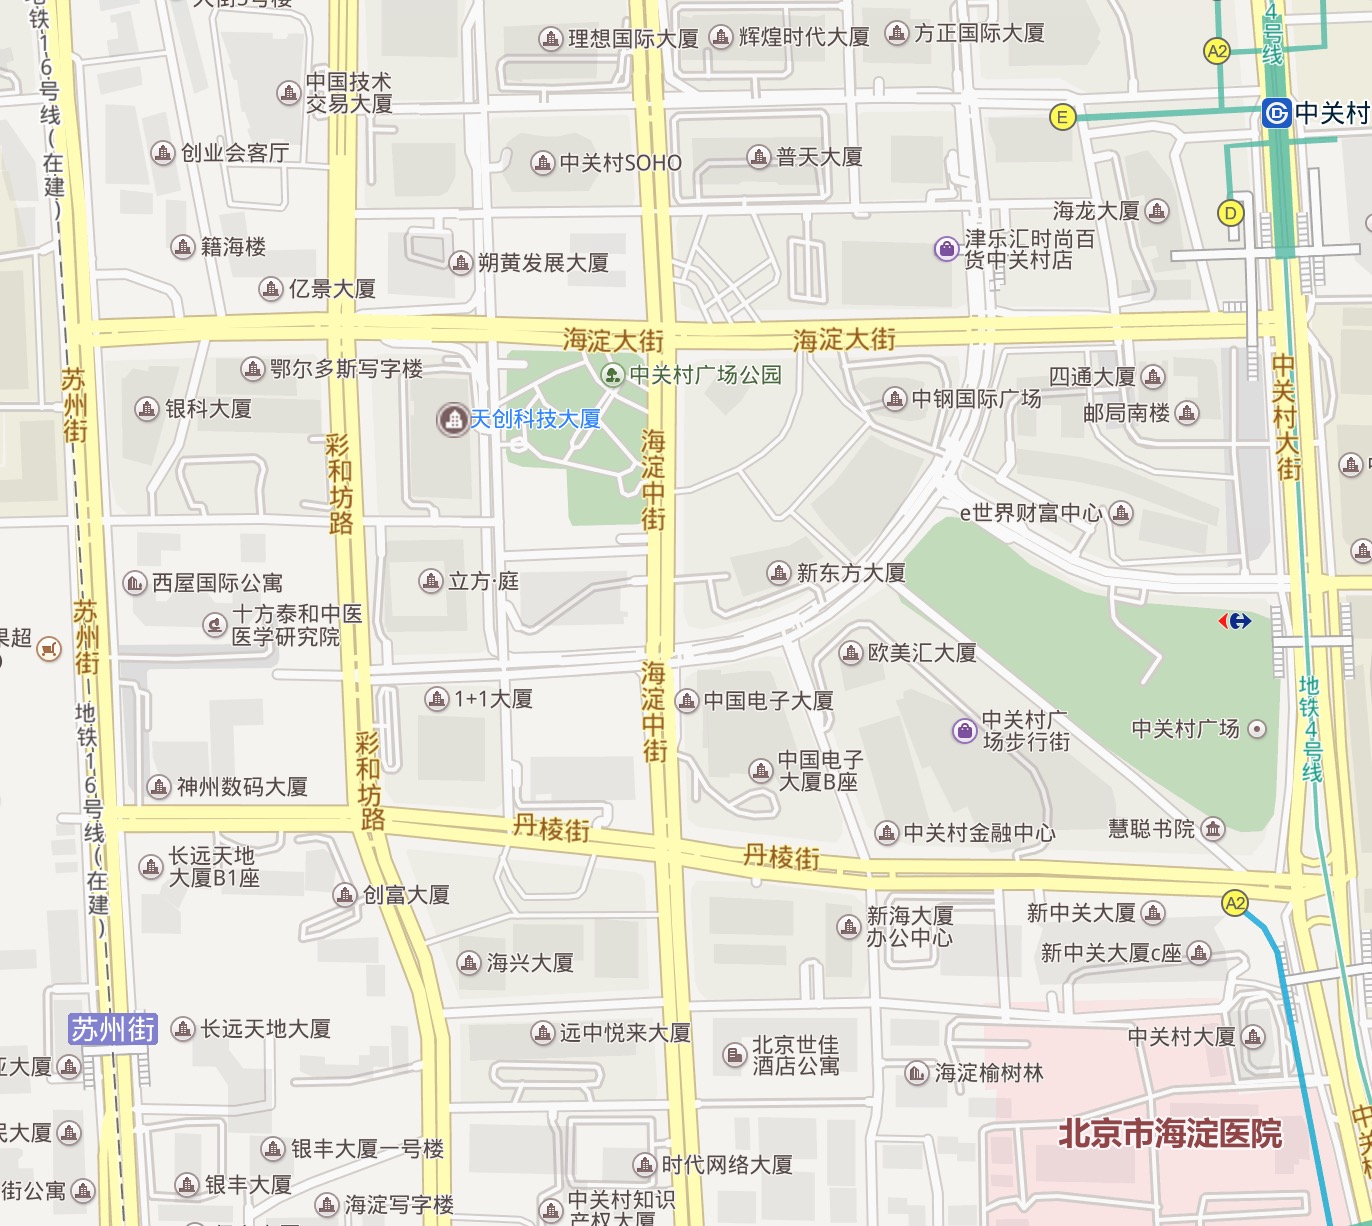 地铁16号线(在建)
理想国际大厦
辉煌时代大厦
方正国际大厦
4号线
A2
中国技术
交易大厦
E
中关村
创业会客厅
中关村SOHO
普天大厦
海龙大厦
D
籍海楼
朔黄发展大厦
津乐汇时尚百
货中关村店
亿景大厦
海淀大街
海淀大街
鄂尔多斯写字楼
中关村广场公园
四通大厦
苏州街
银科大厦
天创科技大厦
中钢国际广场
邮局南楼
中关村大街
彩和坊路
海淀中街
e世界财富中心
西屋国际公寓
立方·庭
新东方大厦
十方泰和中医
医学研究院
苏州街
果超
欧美汇大厦
1+1大厦
海淀中街
中国电子大厦
中关村广
场步行街
中关村广场
地铁4号线
地铁16号线(在建)
彩和坊路
中国电子
大厦B座
神州数码大厦
丹棱街
丹棱街
中关村金融中心
慧聪书院
长远天地
大厦B1座
创富大厦
新海大厦
办公中心
新中关大厦
A2
海兴大厦
新中关大厦c座
苏州街
长远天地大厦
远中悦来大厦
北京世佳
酒店公寓
中关村大厦
大厦
海淀榆树林
大厦
北京市海淀医院
银丰大厦一号楼
时代网络大厦
街公寓
银丰大厦
海淀写字楼
中关村知识
产权大厦